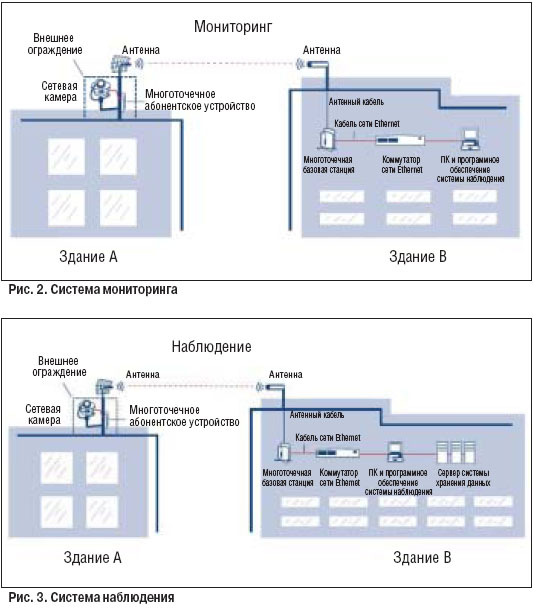 Мониторинг
Внешнее
ограждение
Антенна
Антенна
Сетевая
камера
Многоточечное
абонентское устройство
Антенный кабель
Кабель сети Ethernet
Многоточечная
базовая станция
Коммутатор
сети Ethernet
ПК и программное
обеспечение
системы наблюдения
Здание А
Здание В
Рис. 2. Система мониторинга
Наблюдение
Внешнее
ограждение
Антенна
Антенна
Сетевая
камера
Многоточечное
абонентское устройство
Антенный кабель
Кабель сети Ethernet
Многоточечная
базовая станция
Коммутатор
сети Ethernet
ПК и программное
обеспечение
системы наблюдения
Сервер системы
хранения данных
Здание А
Здание В
Рис. 3. Система наблюдения